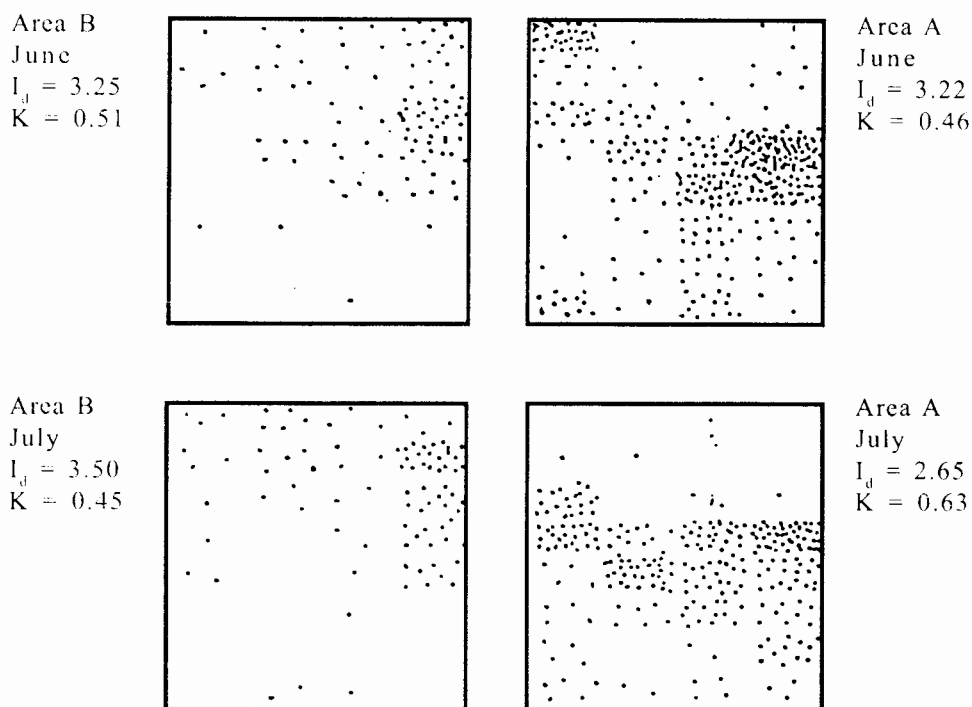 Area B
June
I_d = 3.25
K = 0.51
Area A
June
I_d = 3.22
K = 0.46
Area B
July
I_d = 3.50
K = 0.45
Area A
July
I_d = 2.65
K = 0.63